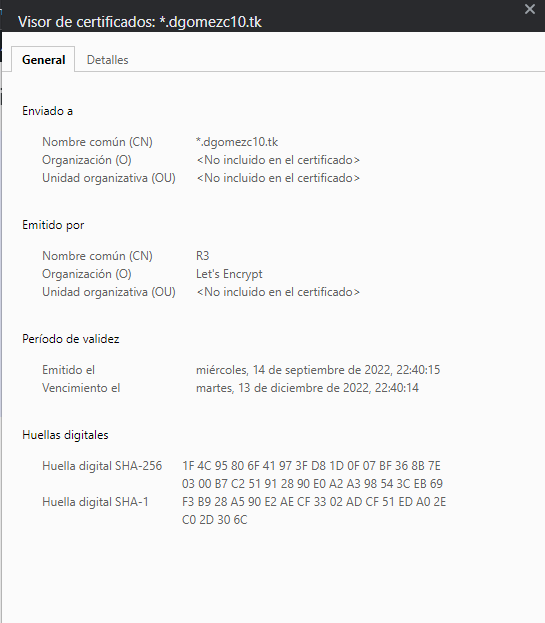 Visor de certificados: *.dgomezc10.tk
General Detalles
Enviado a
Nombre común (CN) *.dgomezc10.tk
Organización (O) <No incluido en el certificado>
Unidad organizativa (OU) <No incluido en el certificado>
Emitido por
Nombre común (CN) R3
Organización (O) Let's Encrypt
Unidad organizativa (OU) <No incluido en el certificado>
Período de validez
Emitido el miércoles, 14 de septiembre de 2022, 22:40:15
Vencimiento el martes, 13 de diciembre de 2022, 22:40:14
Huellas digitales
Huella digital SHA-256 1F 4C 95 80 6F 41 97 3F D8 1D 0F 07 BF 36 8B 7E
03 00 B7 C2 51 91 28 90 E0 A2 A3 98 54 3C EB 69
Huella digital SHA-1 F3 B9 28 A5 90 E2 AE CF 33 02 AD CF 51 ED A0 2E
C0 2D 30 6C